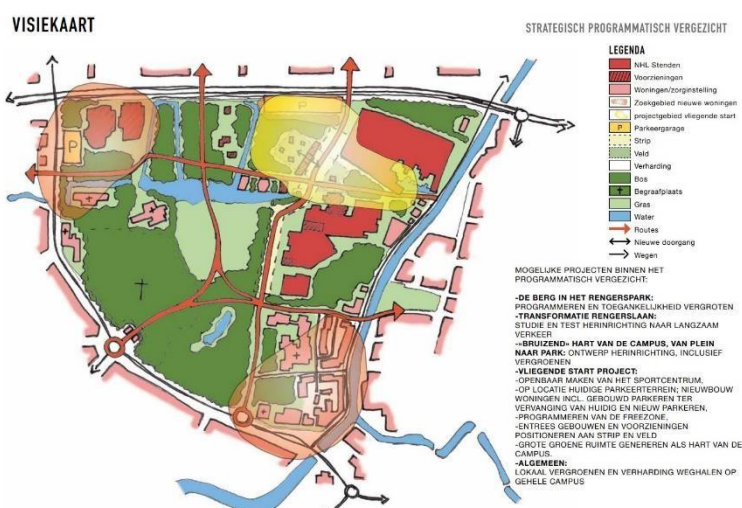 VISIEKAART
STRATEGISCH PROGRAMMATISCH VERGEZICHT
LEGENDA
NHL Stenden
Voorzieningen
Woningen/zorginstelling
Zoekgebied nieuwe woningen
projectgebied vliegende start
P Parkeergarage
Strip
Veld
Verharding
Bos
Begraafplaats
Gras
Water
Routes
Nieuwe doorgang
Wegen
P
P
MOGELIJKE PROJECTEN BINNEN HET
PROGRAMMATISCH VERGEZICHT:
-DE BERG IN HET RENGERSPARK:
PROGRAMMEREN EN TOEGANKELIJKHEID VERGROTEN
-TRANSFORMATIE RENGERSLAAN:
STUDIE EN TEST HERINRICHTING NAAR LANGZAAM
VERKEER
-«BRUIZEND» HART VAN DE CAMPUS, VAN PLEIN
NAAR PARK: ONTWERP HERINRICHTING, INCLUSIEF
VERGROENEN
-VLIEGENDE START PROJECT:
-OPENBAAR MAKEN VAN HET SPORTCENTRUM,
-OP LOCATIE HUIDIGE PARKEERTERREIN; NIEUWBOUW
WONINGEN INCL. GEBOUWD PARKEREN TER
VERVANGING VAN HUIDIG EN NIEUW PARKEREN,
-PROGRAMMEREN VAN DE FREEZONE,
-ENTREES GEBOUWEN EN VOORZIENINGEN
POSITIONEREN AAN STRIP EN VELD
-GROTE GROENE RUIMTE GENEREREN ALS HART VAN DE
CAMPUS.
-ALGEMEEN:
LOKAAL VERGROENEN EN VERHARDING WEGHALEN OP
GEHELE CAMPUS